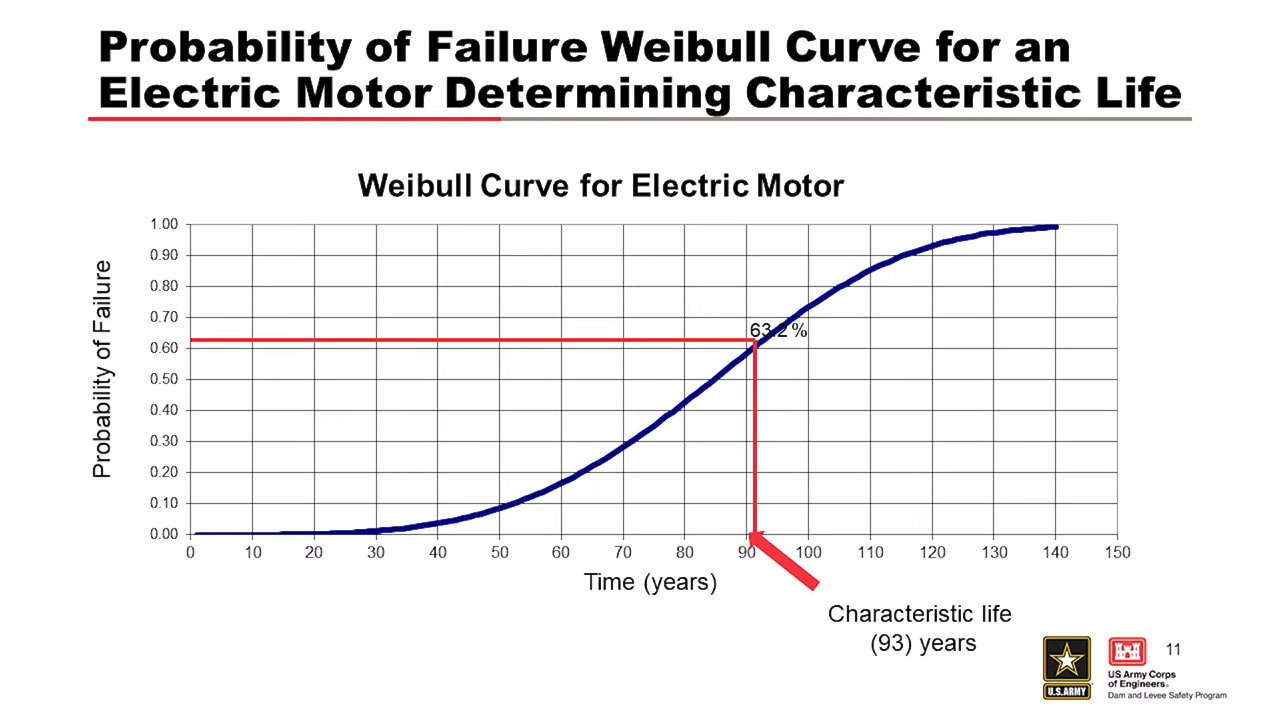 Probability of Failure Weibull Curve for an
Electric Motor Determining Characteristic Life
Weibull Curve for Electric Motor
Probability of Failure
1.00
0.90
0.80
0.70
0.60
0.50
0.40
0.30
0.20
0.10
0.00
63.2%
0 10 20 30 40 50 60 70 80 90 100 110 120 130 140 150
Time (years)
Characteristic life
(93) years
U.S.ARMY
US Army Corps
of Engineers®
Dam and Levee Safety Program
11